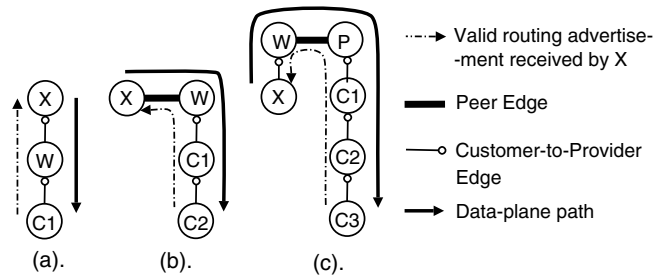 X
W
C1
(a).
X
W
C1
C2
(b).
W
P
X
C1
C2
C3
(c).
Valid routing advertise-
-ment received by X
Peer Edge
Customer-to-Provider
Edge
Data-plane path